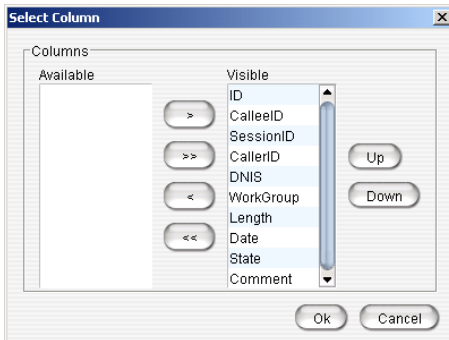 Select Column
Columns
Available
Visible
>
>>
<
<<
ID
CalleeID
SessionID
CallerID
DNIS
WorkGroup
Length
Date
State
Comment
Up
Down
Ok
Cancel